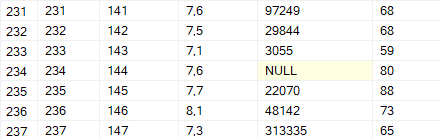 231 231 141 7,6 97249 68
232 232 142 7,5 29844 68
233 233 143 7,1 3055 59
234 234 144 7,6 NULL 80
235 235 145 7,7 22070 88
236 236 146 8,1 48142 73
237 237 147 7,3 313335 65